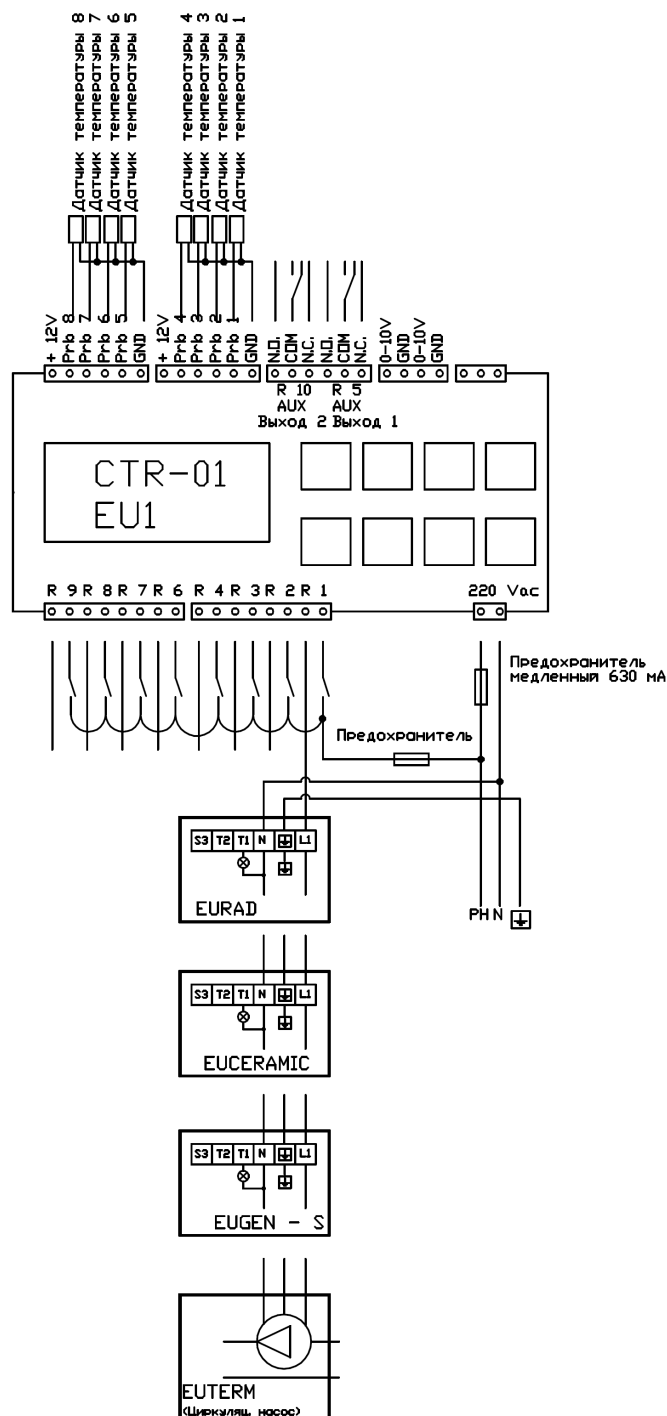 Датчик температуры 8
Датчик температуры 7
Датчик температуры 6
Датчик температуры 5
Датчик температуры 4
Датчик температуры 3
Датчик температуры 2
Датчик температуры 1
+ 12V
Prb 8
Prb 7
Prb 6
Prb 5
GND
+ 12V
Prb 4
Prb 3
Prb 2
Prb 1
GND
N.O.
COM
N.C.
N.O.
COM
N.C.
0-10V
GND
0-10V
GND
R 10 R 5
AUX AUX
Выход 2 Выход 1
CTR-01
EU1
R 9 R 8 R 7 R 6 R 4 R 3 R 2 R 1 220 Vac
Предохранитель
медленный 630 мА
Предохранитель
S3 T2 T1 N L1
EURAD
PH N
S3 T2 T1 N L1
EUCERAMIC
S3 T2 T1 N L1
EUGEN - S
EUTERM
(Циркуляц. насос)